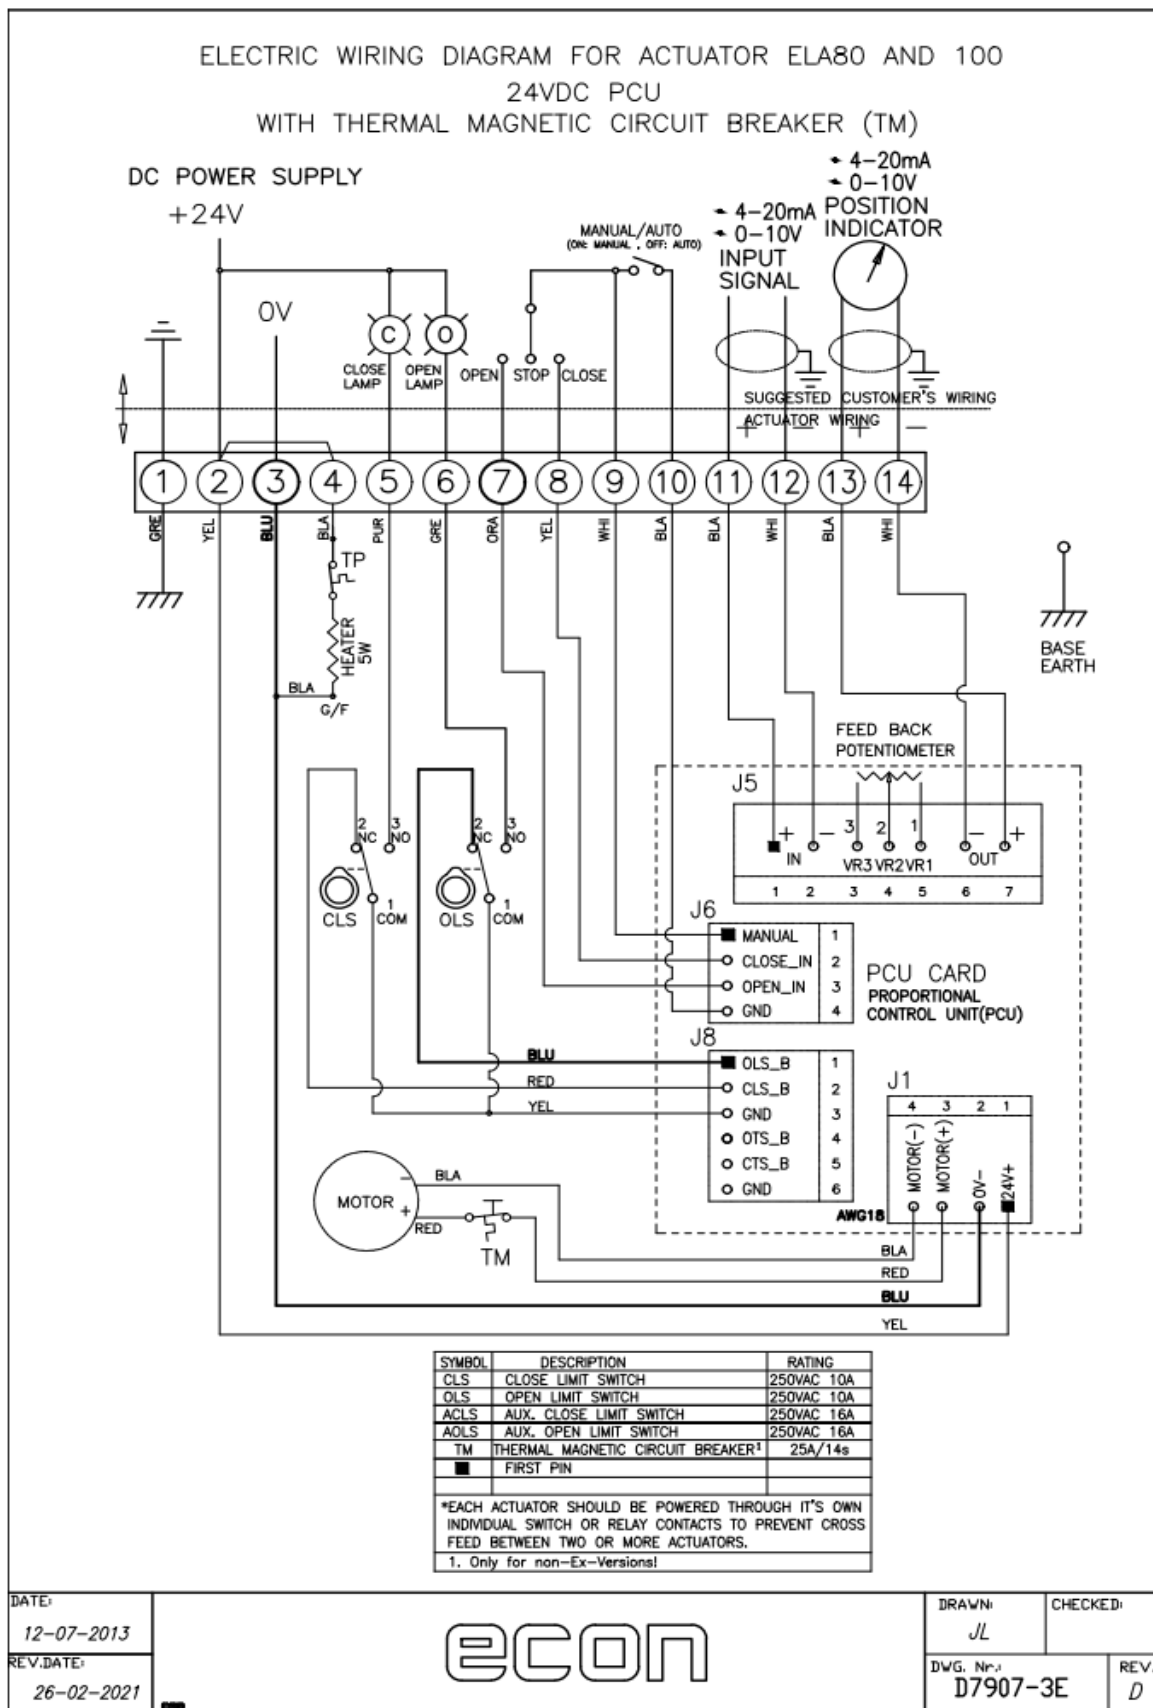 ELECTRIC WIRING DIAGRAM FOR ACTUATOR ELA80 AND 100
24VDC PCU
WITH THERMAL MAGNETIC CIRCUIT BREAKER (TM)
DC POWER SUPPLY
+24V
0V
MANUAL/AUTO
(ON: MANUAL , OFF: AUTO)
4-20mA
0-10V
INPUT
SIGNAL
4-20mA
0-10V
POSITION
INDICATOR
C
O
CLOSE
LAMP
OPEN
LAMP
OPEN
STOP
CLOSE
SUGGESTED CUSTOMER'S WIRING
ACTUATOR WIRING
+ - + -
1 2 3 4 5 6 7 8 9 10 11 12 13 14
GRE YEL BLU BLA PUR GRE ORA YEL WHI BLA BLA WHI BLA WHI
TP
HEATER
5W
BLA
G/F
BASE
EARTH
FEED BACK
POTENTIOMETER
J5
+ - 3 2 1 - +
IN VR3 VR2 VR1 OUT
1 2 3 4 5 6 7
2 NC
3 NO
1 COM
CLS
2 NC
3 NO
1 COM
OLS
J6
MANUAL 1
CLOSE_IN 2
OPEN_IN 3
GND 4
PCU CARD
PROPORTIONAL
CONTROL UNIT(PCU)
J8
BLU
RED
YEL
OLS_B 1
CLS_B 2
GND 3
OTS_B 4
CTS_B 5
GND 6
J1
4 3 2 1
MOTOR(-)
MOTOR(+)
0V-
24V+
AWG18
MOTOR
-
+
BLA
RED
TM
BLA
RED
BLU
YEL
SYMBOL DESCRIPTION RATING
CLS CLOSE LIMIT SWITCH 250VAC 10A
OLS OPEN LIMIT SWITCH 250VAC 10A
ACLS AUX. CLOSE LIMIT SWITCH 250VAC 16A
AOLS AUX. OPEN LIMIT SWITCH 250VAC 16A
TM THERMAL MAGNETIC CIRCUIT BREAKER¹ 25A/14s
■ FIRST PIN
*EACH ACTUATOR SHOULD BE POWERED THROUGH IT'S OWN
INDIVIDUAL SWITCH OR RELAY CONTACTS TO PREVENT CROSS
FEED BETWEEN TWO OR MORE ACTUATORS.
1. Only for non-Ex-Versions!
DATE:
12-07-2013
REV.DATE:
26-02-2021
econ
DRAWN:
JL
CHECKED:
DWG. Nr.:
D7907-3E
REV.
D